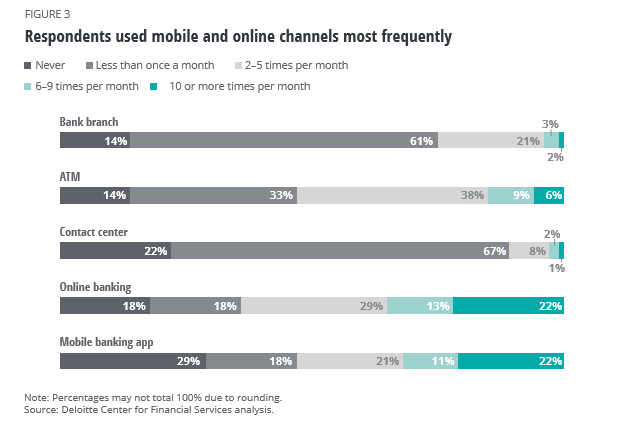 FIGURE 3
Respondents used mobile and online channels most frequently
Never Less than once a month 2–5 times per month
6–9 times per month 10 or more times per month
Bank branch
3%
14% 61% 21%
2%
ATM
14% 33% 38% 9% 6%
Contact center
2%
22% 67% 8%
1%
Online banking
18% 18% 29% 13% 22%
Mobile banking app
29% 18% 21% 11% 22%
Note: Percentages may not total 100% due to rounding.
Source: Deloitte Center for Financial Services analysis.